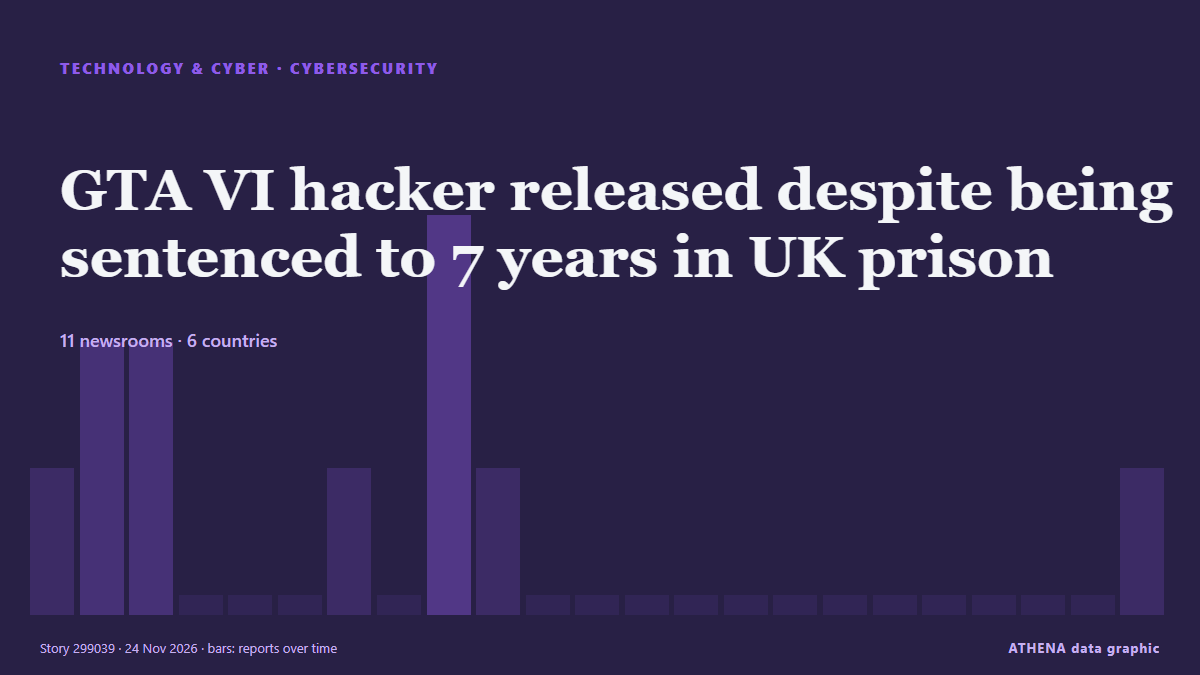 TECHNOLOGY & CYBER · CYBERSECURITY
GTA VI hacker released despite being
sentenced to 7 years in UK prison
11 newsrooms · 6 countries
Story 299039 · 24 Nov 2026 · bars: reports over time
ATHENA data graphic